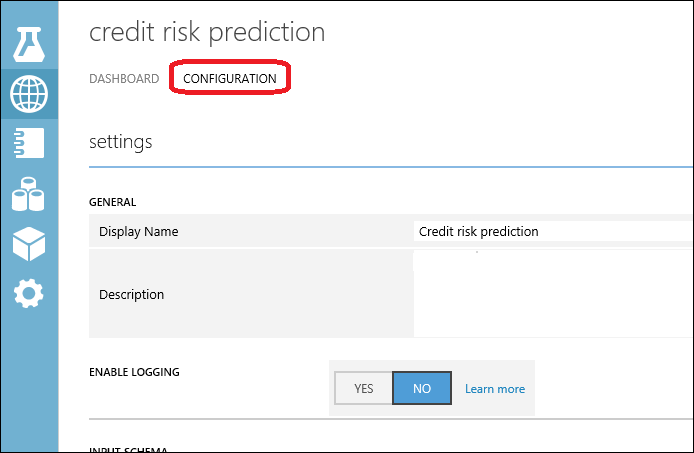 credit risk prediction
DASHBOARD CONFIGURATION
settings
GENERAL
Display Name Credit risk prediction
Description
ENABLE LOGGING YES NO Learn more
INPUT SCHEMA